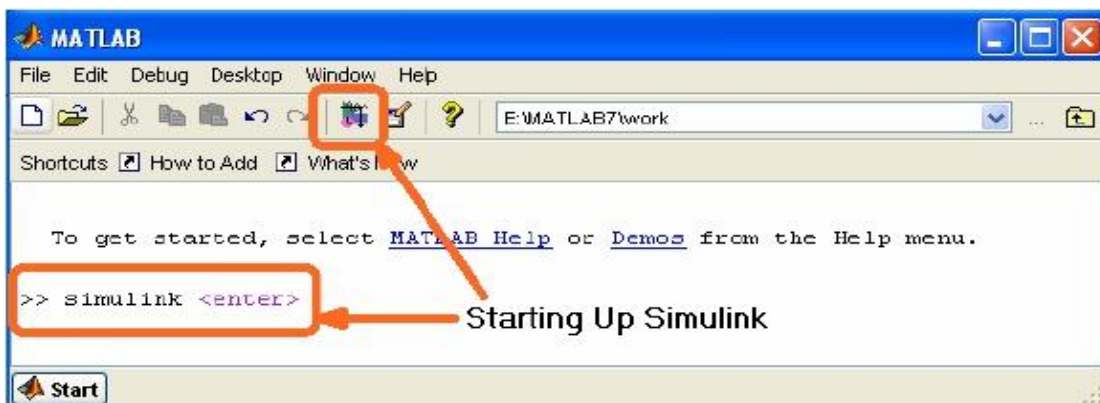 MATLAB
File Edit Debug Desktop Window Help
E:\MATLAB7\work ...
Shortcuts How to Add What's New
To get started, select MATLAB Help or Demos from the Help menu.
>> simulink <enter>
Starting Up Simulink
Start